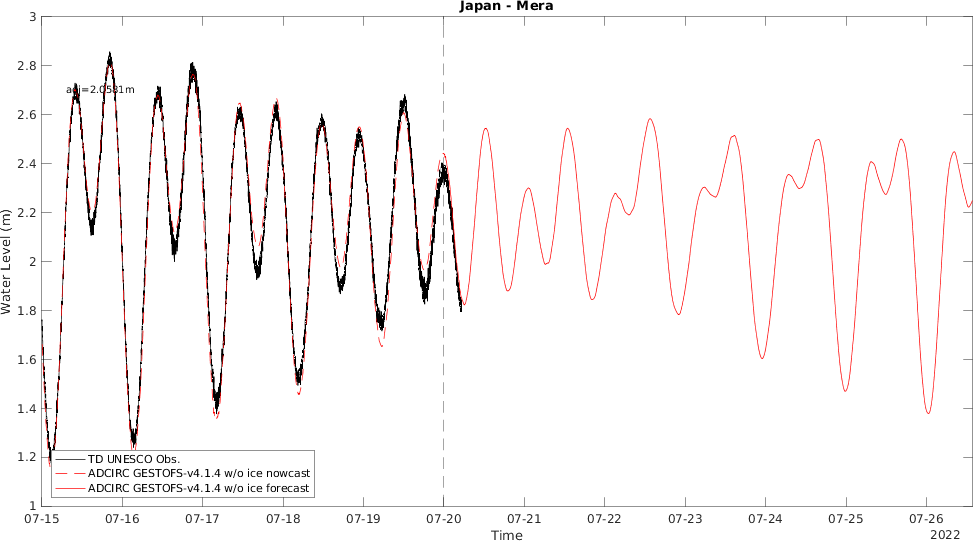 Japan - Mera
3
2.8
adj=2.0581m
2.6
2.4
2.2
2
1.8
1.6
1.4
1.2
1
Water Level (m)
TD UNESCO Obs.
ADCIRC GESTOFS-v4.1.4 w/o ice nowcast
ADCIRC GESTOFS-v4.1.4 w/o ice forecast
07-15 07-16 07-17 07-18 07-19 07-20 07-21 07-22 07-23 07-24 07-25 07-26
Time
2022